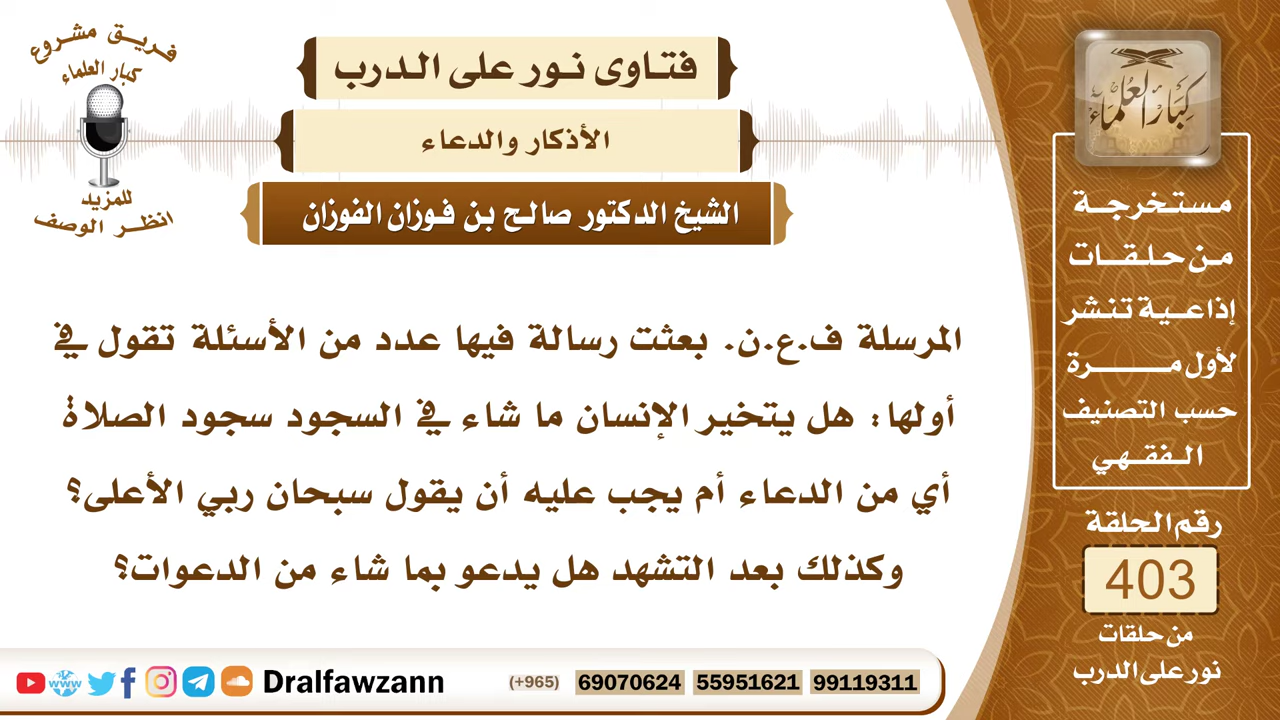 فريق مشروع
كبار العلماء
للمزيد
انظر الوصف
فتاوى نور على الدرب
الأذكار والدعاء
الشيخ الدكتور صالح بن فوزان الفوزان
المرسلة ف.ع.ن. بعثت رسالة فيها عدد من الأسئلة تقول في
أولها: هل يتخير الإنسان ما شاء في السجود سجود الصلاة
أي من الدعاء أم يجب عليه أن يقول سبحان ربي الأعلى؟
وكذلك بعد التشهد هل يدعو بما شاء من الدعوات؟
كبار العلماء
مستخرجة
من حلقات
إذاعية تنشر
لأول مرة
حسب التصنيف
الفقهي
رقم الحلقة
403
من حلقات
نور على الدرب
www
Dralfawzann
(+965) 69070624 55951621 99119311